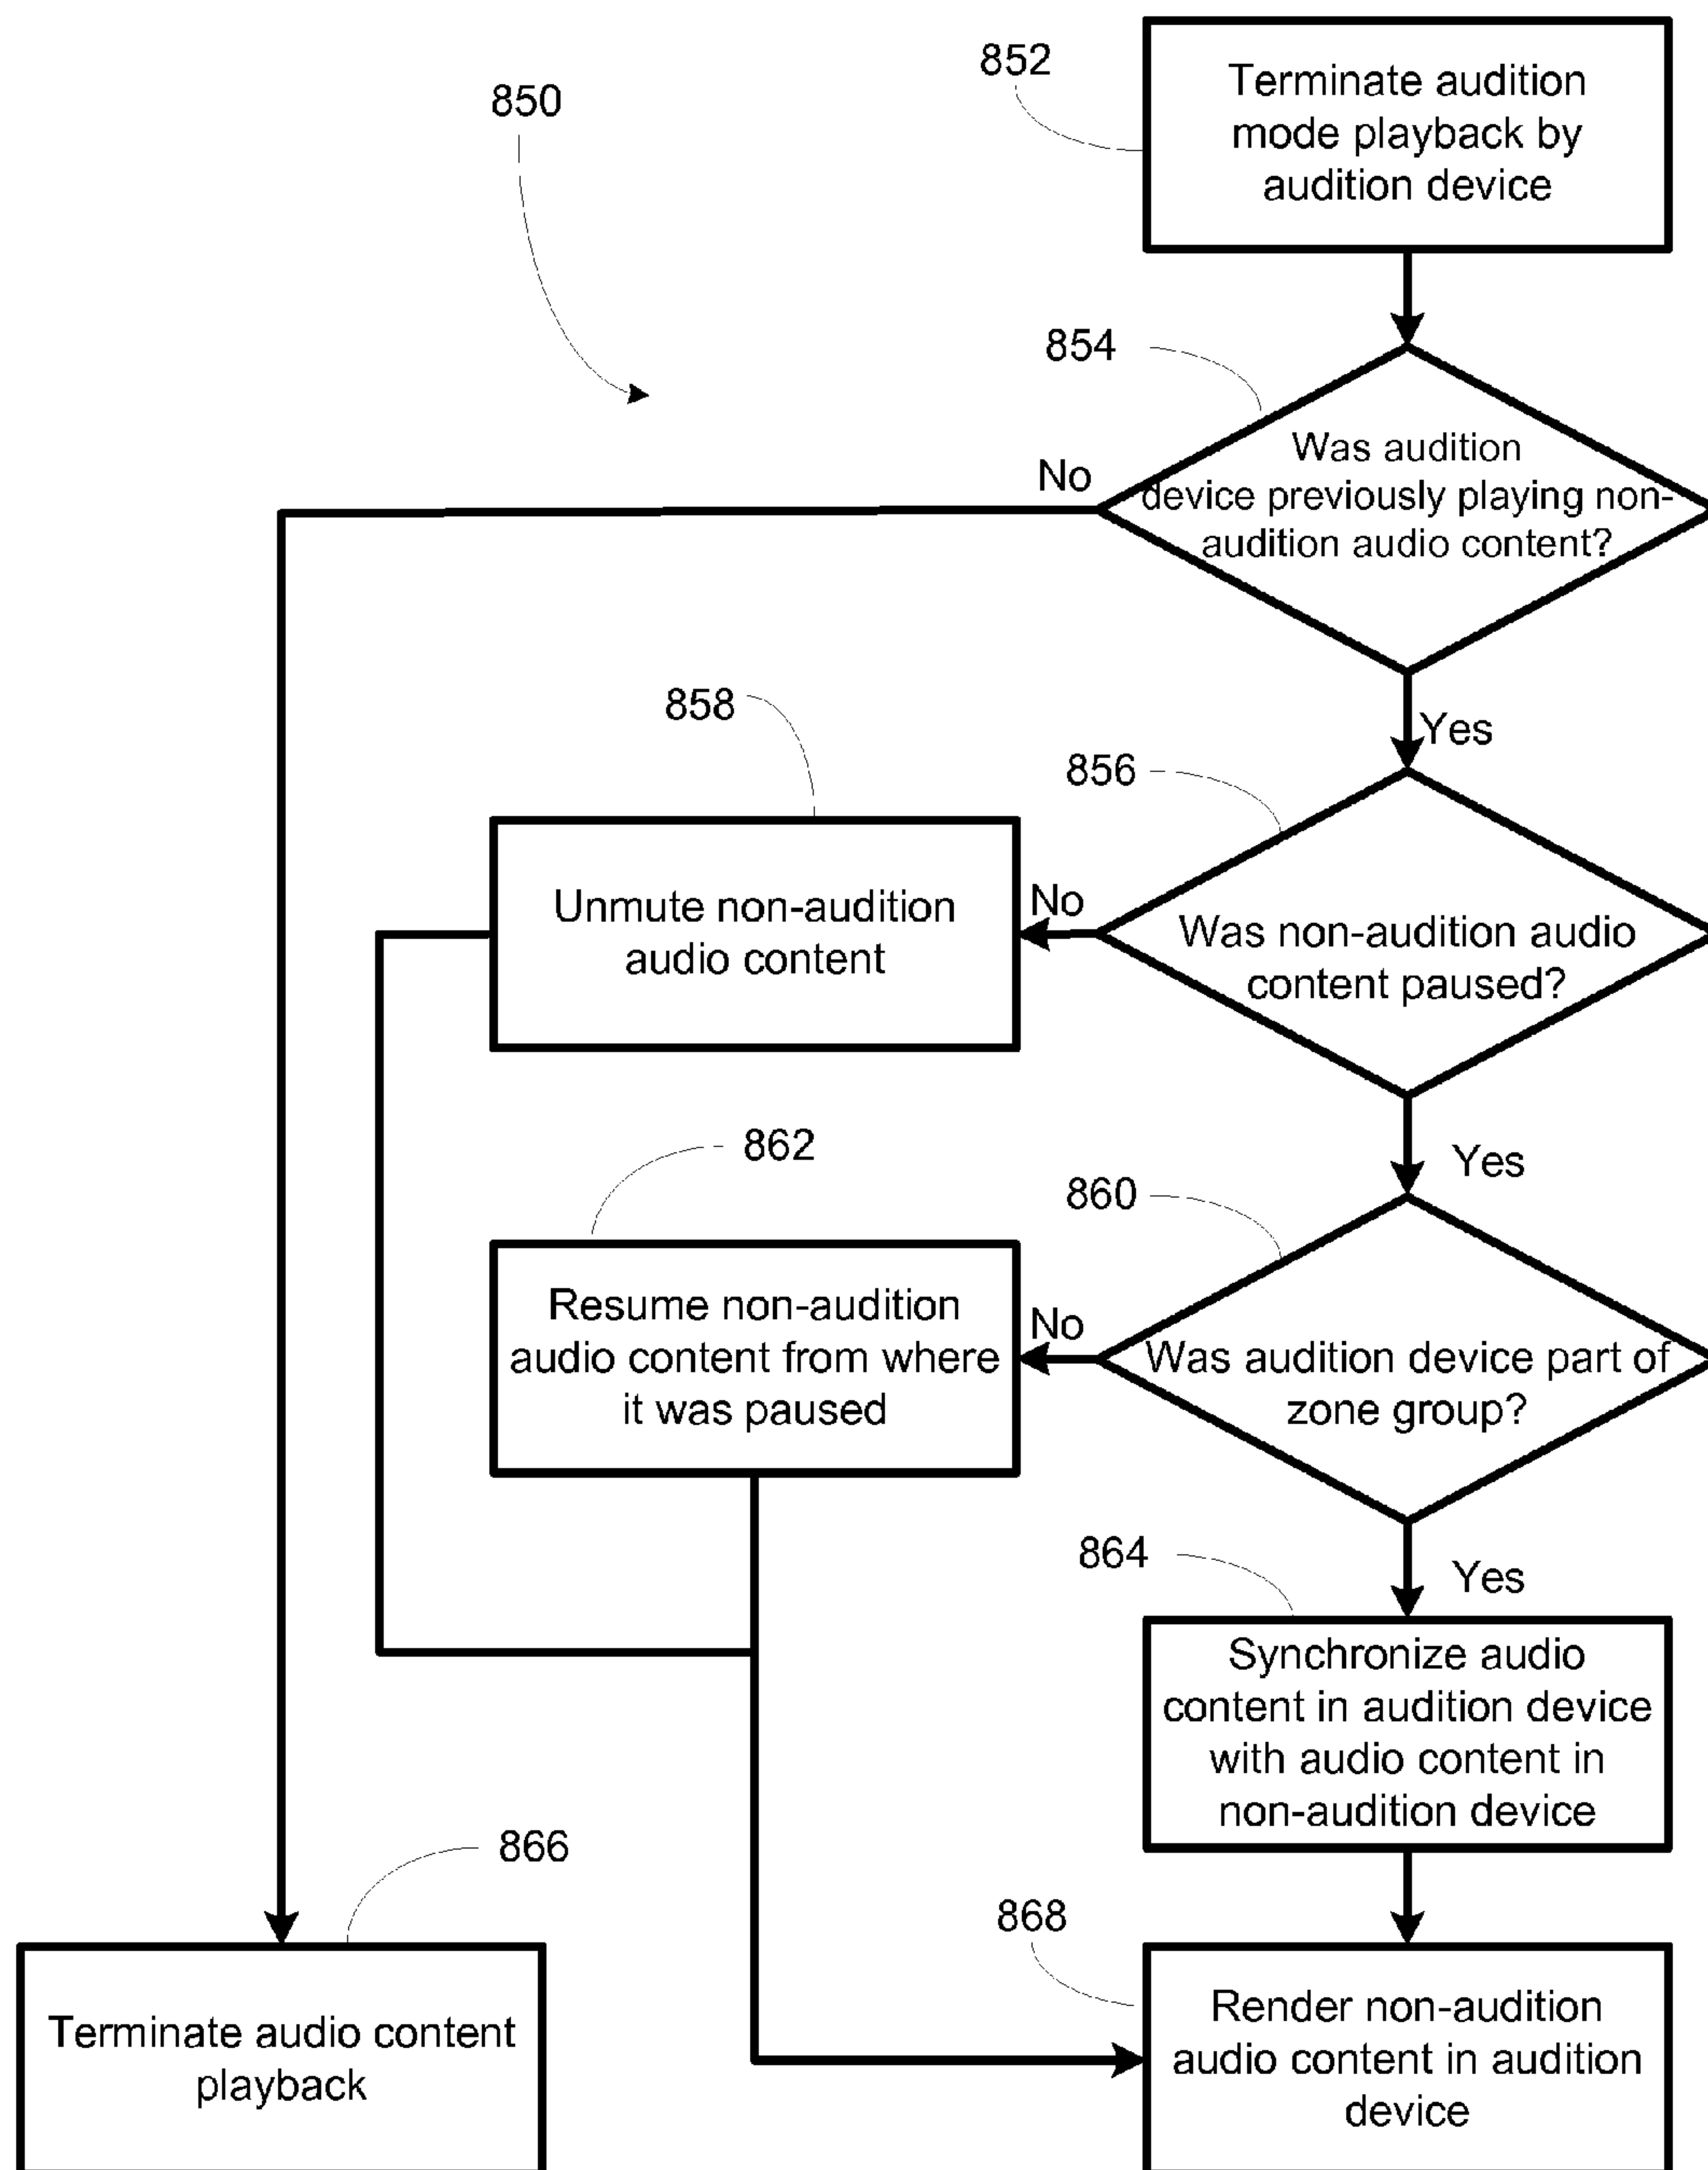 852
Terminate audition
mode playback by
audition device
850
854
Was audition
device previously playing non-
audition audio content?
No
Yes
858
856
Unmute non-audition
audio content
No
Was non-audition audio
content paused?
Yes
862
860
Resume non-audition
audio content from where
it was paused
No
Was audition device part of
zone group?
Yes
864
Synchronize audio
content in audition device
with audio content in
non-audition device
866
868
Terminate audio content
playback
Render non-audition
audio content in audition
device